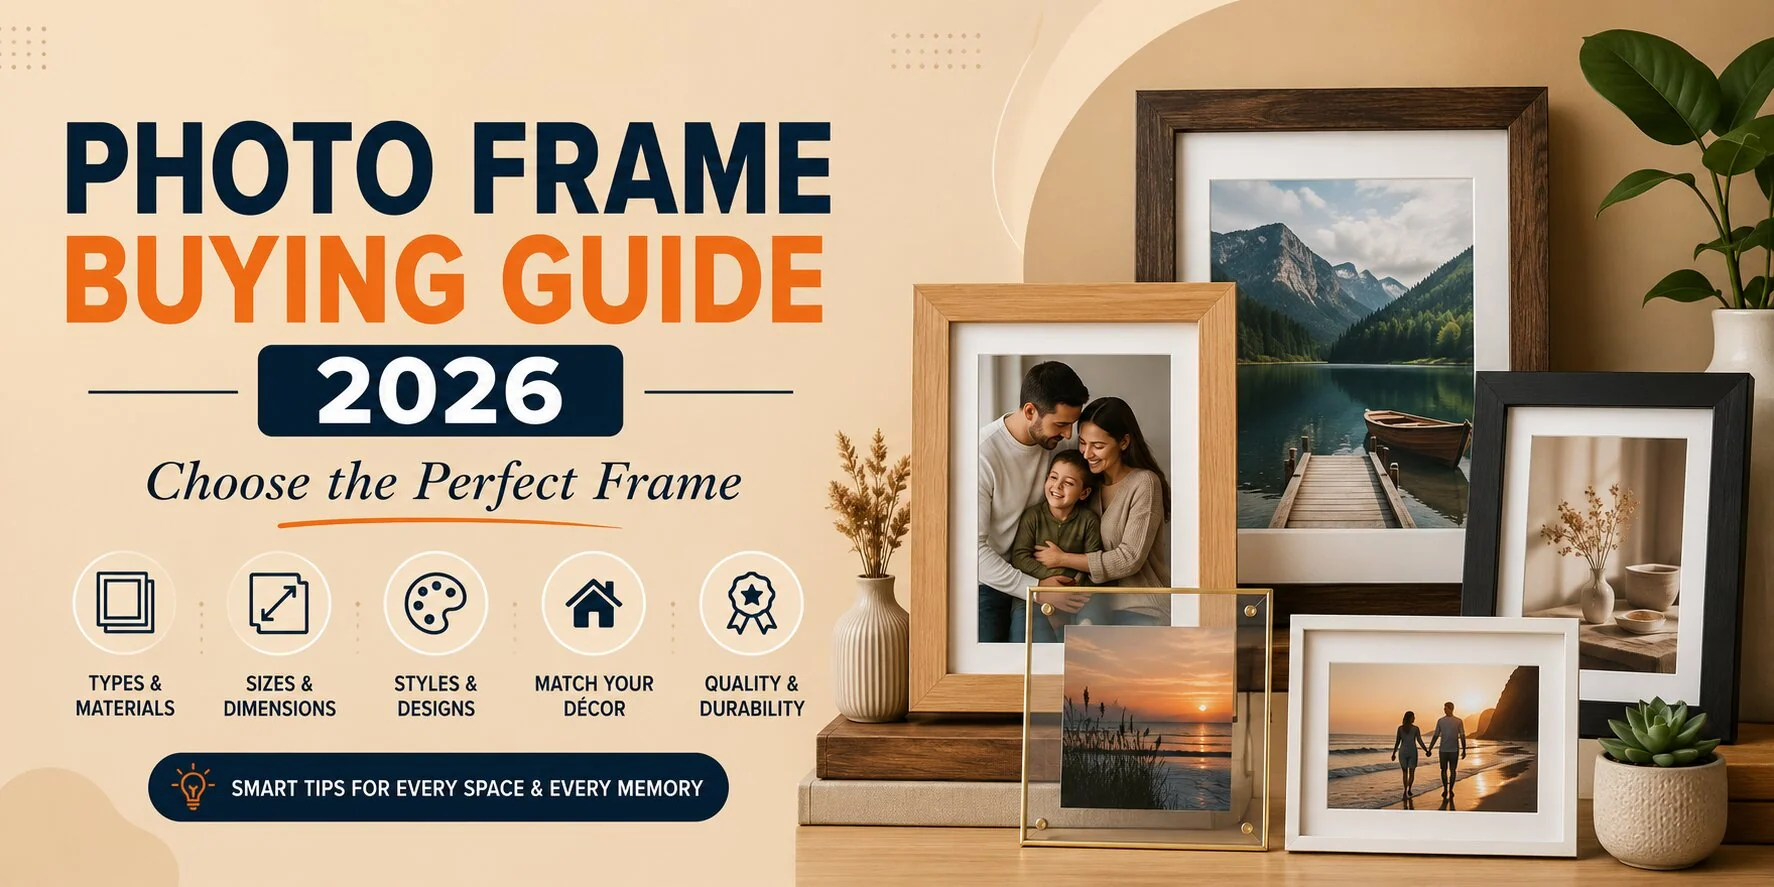 PHOTO FRAME
BUYING GUIDE
2026
Choose the Perfect Frame
TYPES &
MATERIALS
SIZES &
DIMENSIONS
STYLES &
DESIGNS
MATCH YOUR
DÉCOR
QUALITY &
DURABILITY
SMART TIPS FOR EVERY SPACE & EVERY MEMORY